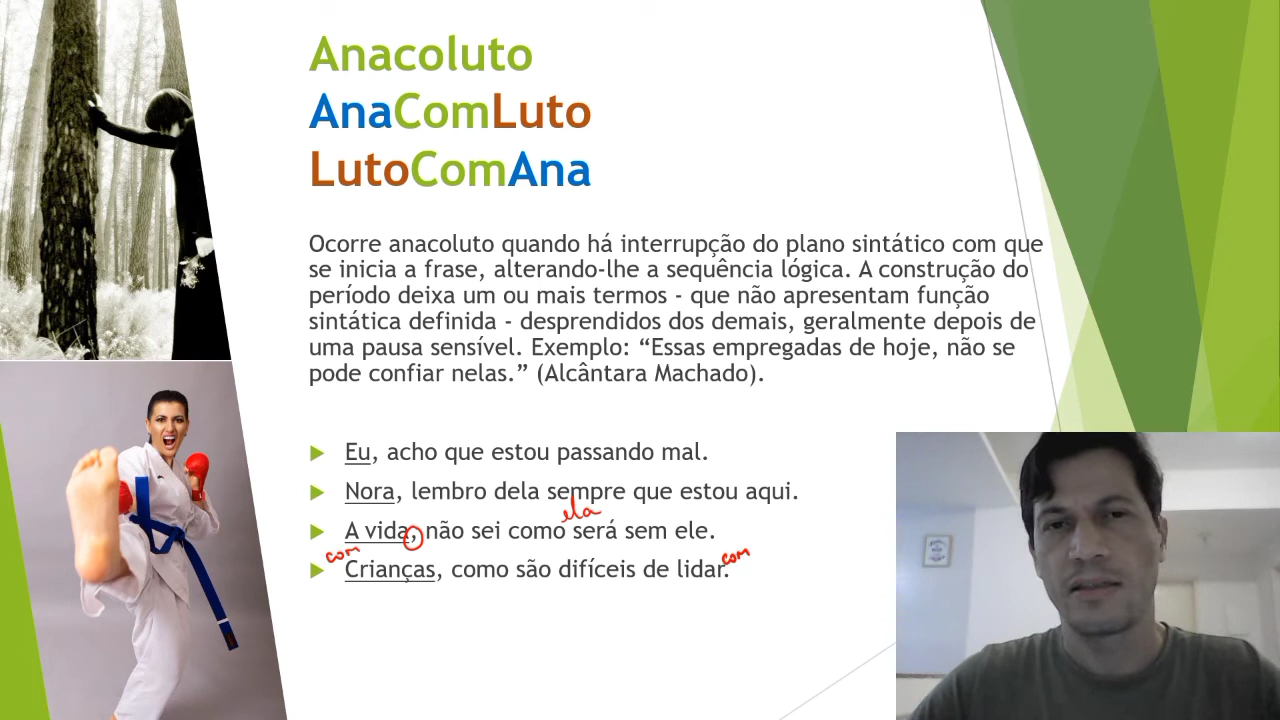 Anacoluto
AnaComLuto
LutoComAna
Ocorre anacoluto quando há interrupção do plano sintático com que
se inicia a frase, alterando-lhe a sequência lógica. A construção do
período deixa um ou mais termos - que não apresentam função
sintática definida - desprendidos dos demais, geralmente depois de
uma pausa sensível. Exemplo: “Essas empregadas de hoje, não se
pode confiar nelas.” (Alcântara Machado).
Eu, acho que estou passando mal.
Nora, lembro dela sempre que estou aqui.
ela
A vida, não sei como será sem ele.
com
com
Crianças, como são difíceis de lidar.